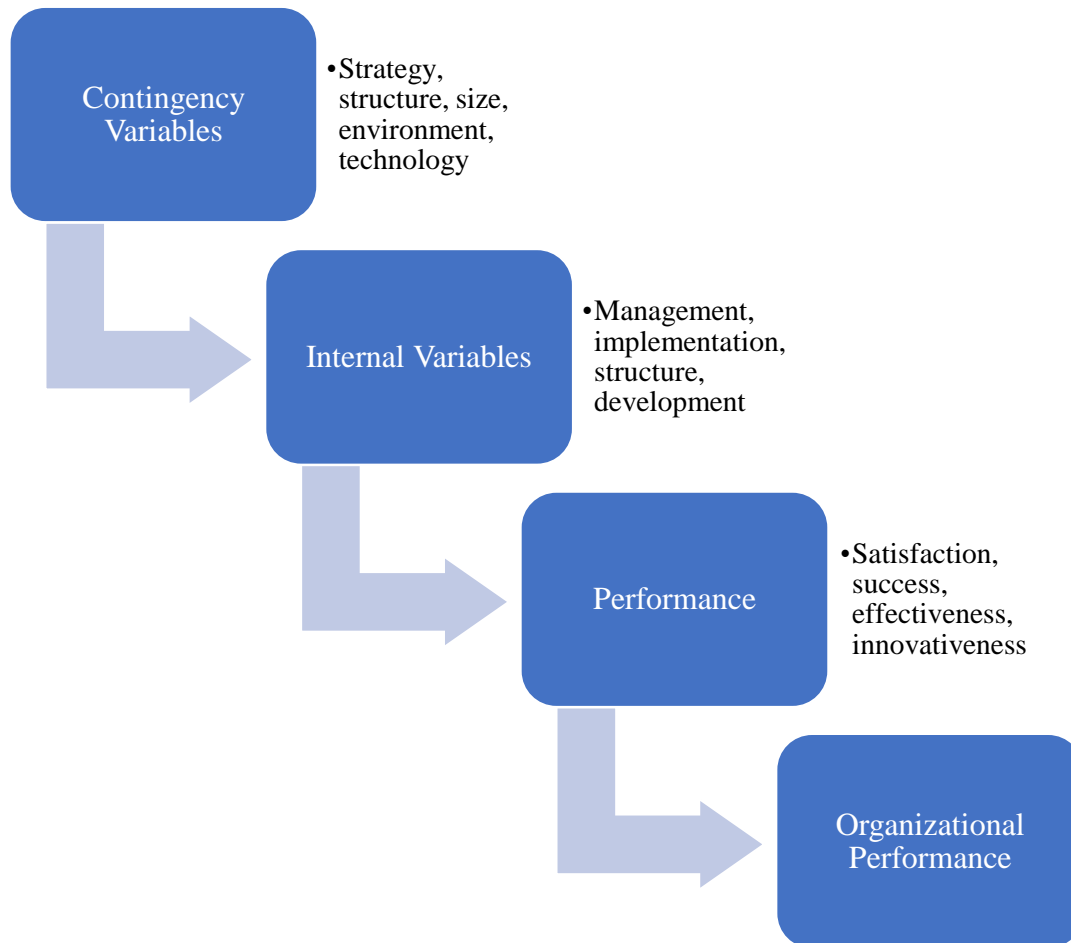 Contingency
Variables
•Strategy,
structure, size,
environment,
technology
Internal Variables
•Management,
implementation,
structure,
development
Performance
•Satisfaction,
success,
effectiveness,
innovativeness
Organizational
Performance